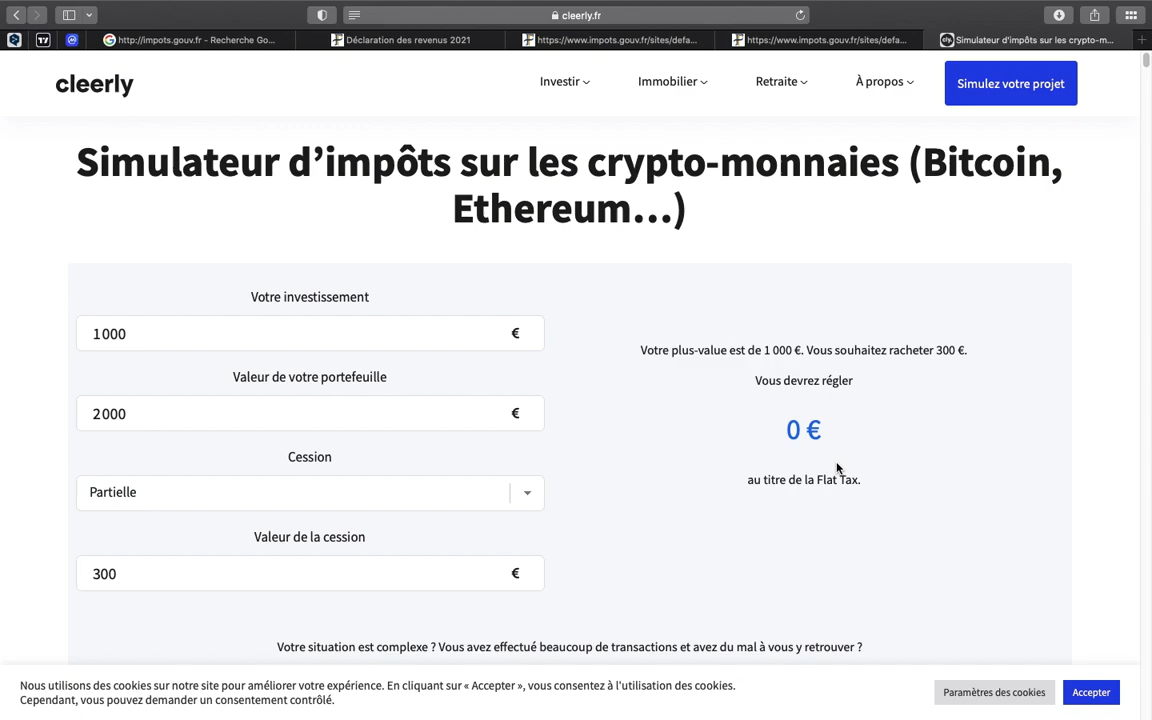 cleerly.fr
http://impots.gouv.fr - Recherche Go...
Déclaration des revenus 2021
https://www.impots.gouv.fr/sites/defa...
https://www.impots.gouv.fr/sites/defa...
Simulateur d'impôts sur les crypto-m...
cleerly
Investir
Immobilier
Retraite
À propos
Simulez votre projet
Simulateur d’impôts sur les crypto-monnaies (Bitcoin,
Ethereum…)
Votre investissement
1 000 €
Valeur de votre portefeuille
2 000 €
Cession
Partielle
Valeur de la cession
300 €
Votre plus-value est de 1 000 €. Vous souhaitez racheter 300 €.
Vous devrez régler
0 €
au titre de la Flat Tax.
Votre situation est complexe ? Vous avez effectué beaucoup de transactions et avez du mal à vous y retrouver ?
Nous utilisons des cookies sur notre site pour améliorer votre expérience. En cliquant sur « Accepter », vous consentez à l'utilisation des cookies.
Cependant, vous pouvez demander un consentement contrôlé.
Paramètres des cookies
Accepter